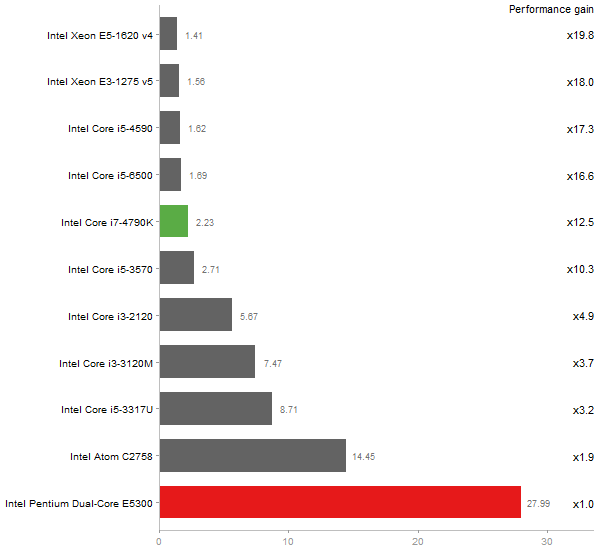 Performance gain
Intel Xeon E5-1620 v4 1.41 x19.8
Intel Xeon E3-1275 v5 1.56 x18.0
Intel Core i5-4590 1.62 x17.3
Intel Core i5-6500 1.69 x16.6
Intel Core i7-4790K 2.23 x12.5
Intel Core i5-3570 2.71 x10.3
Intel Core i3-2120 5.67 x4.9
Intel Core i3-3120M 7.47 x3.7
Intel Core i5-3317U 8.71 x3.2
Intel Atom C2758 14.45 x1.9
Intel Pentium Dual-Core E5300 27.99 x1.0
0 10 20 30